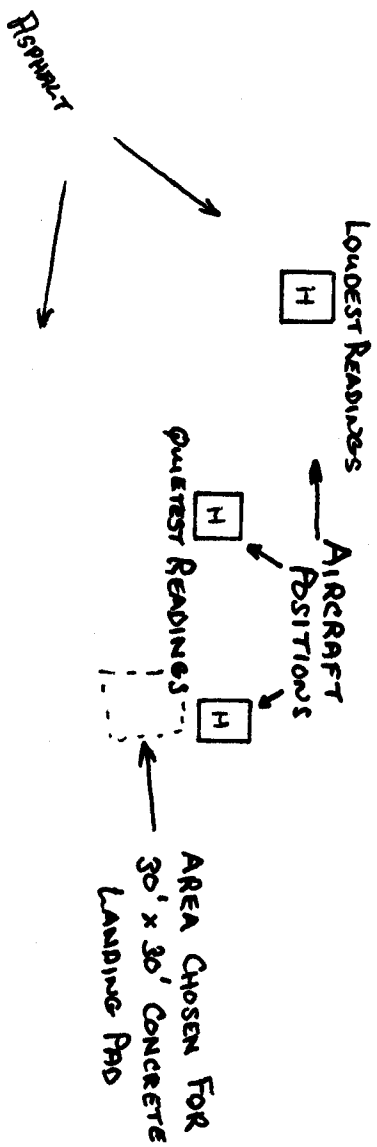 LOUDEST READINGS
H
AIRCRAFT
POSITIONS
H
QUIETEST READINGS
H
AREA CHOSEN FOR
30' x 30' CONCRETE
LANDING PAD
ASPHALT